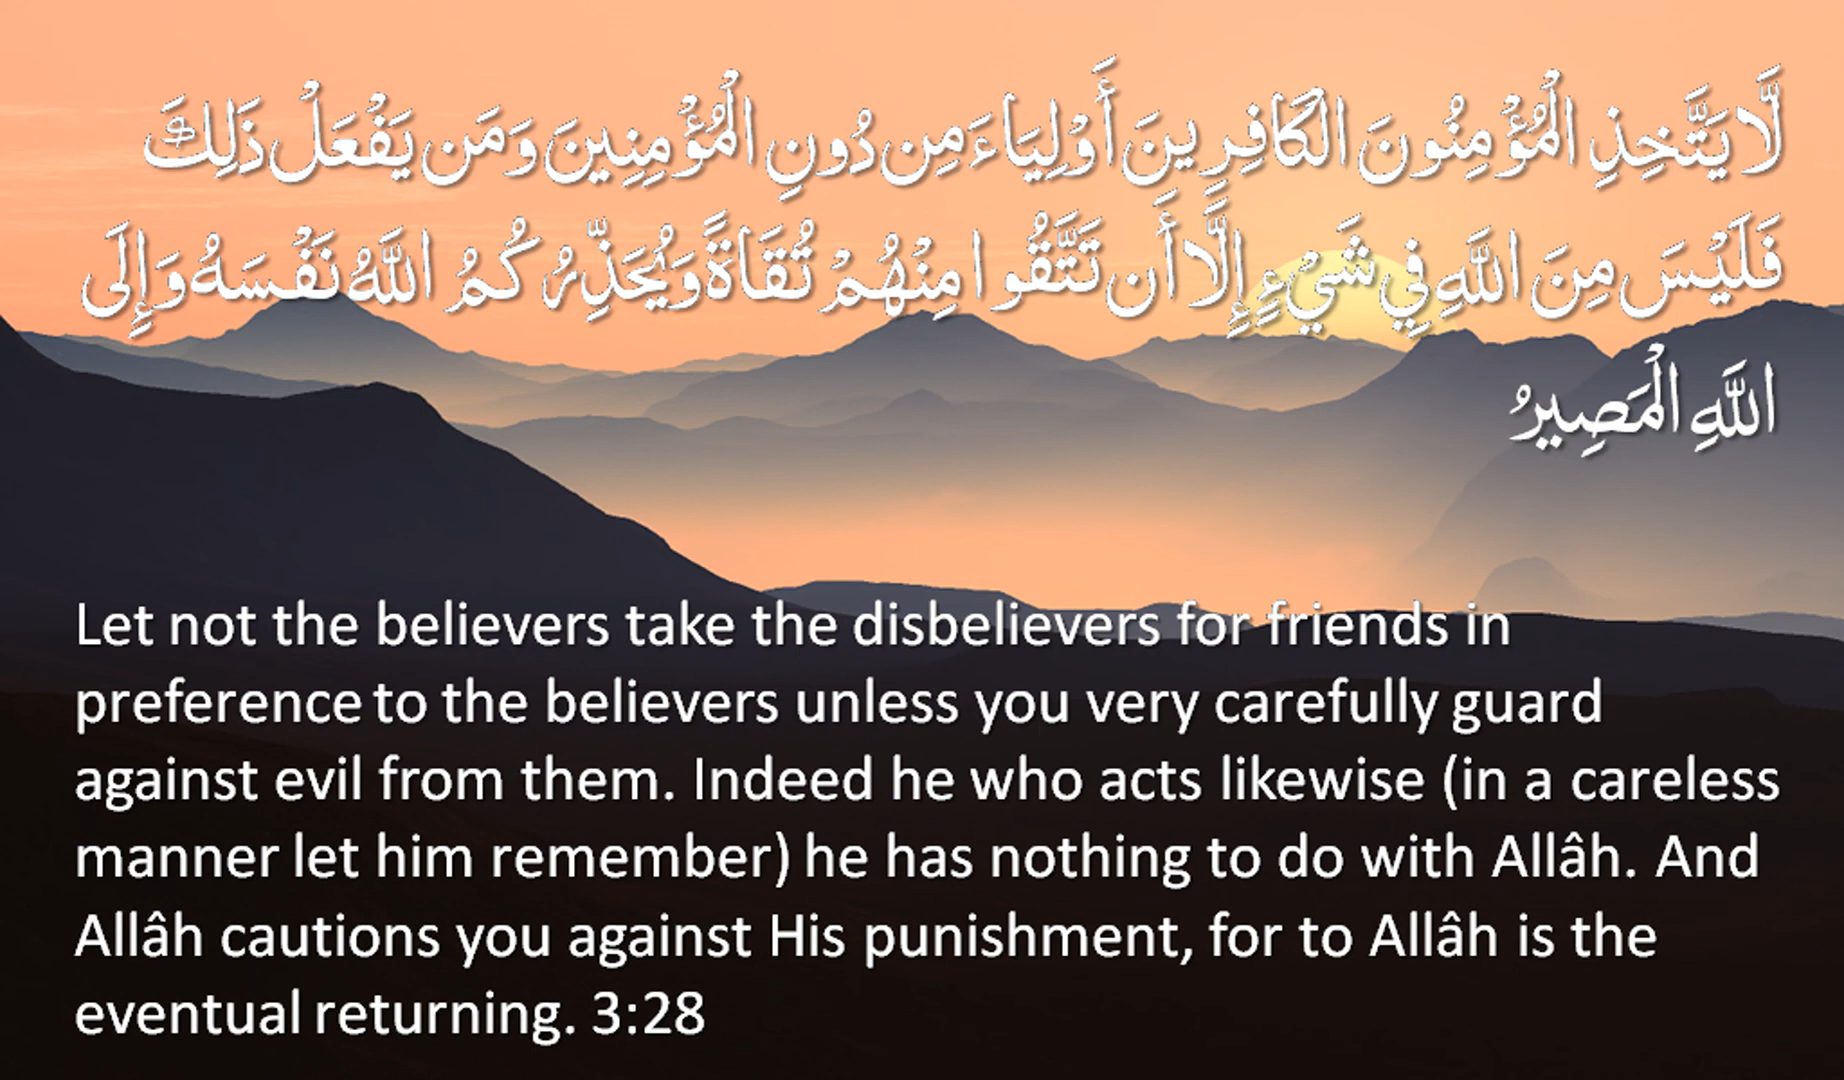 لَّا يَتَّخِذِ الْمُؤْمِنُونَ الْكَافِرِينَ أَوْلِيَاءَ مِن دُونِ الْمُؤْمِنِينَ وَمَن يَفْعَلْ ذَٰلِكَ
فَلَيْسَ مِنَ اللَّهِ فِي شَيْءٍ إِلَّا أَن تَتَّقُوا مِنْهُمْ تُقَاةً وَيُحَذِّرُكُمُ اللَّهُ نَفْسَهُ وَإِلَى
اللَّهِ الْمَصِيرُ
Let not the believers take the disbelievers for friends in
preference to the believers unless you very carefully guard
against evil from them. Indeed he who acts likewise (in a careless
manner let him remember) he has nothing to do with Allâh. And
Allâh cautions you against His punishment, for to Allâh is the
eventual returning. 3:28